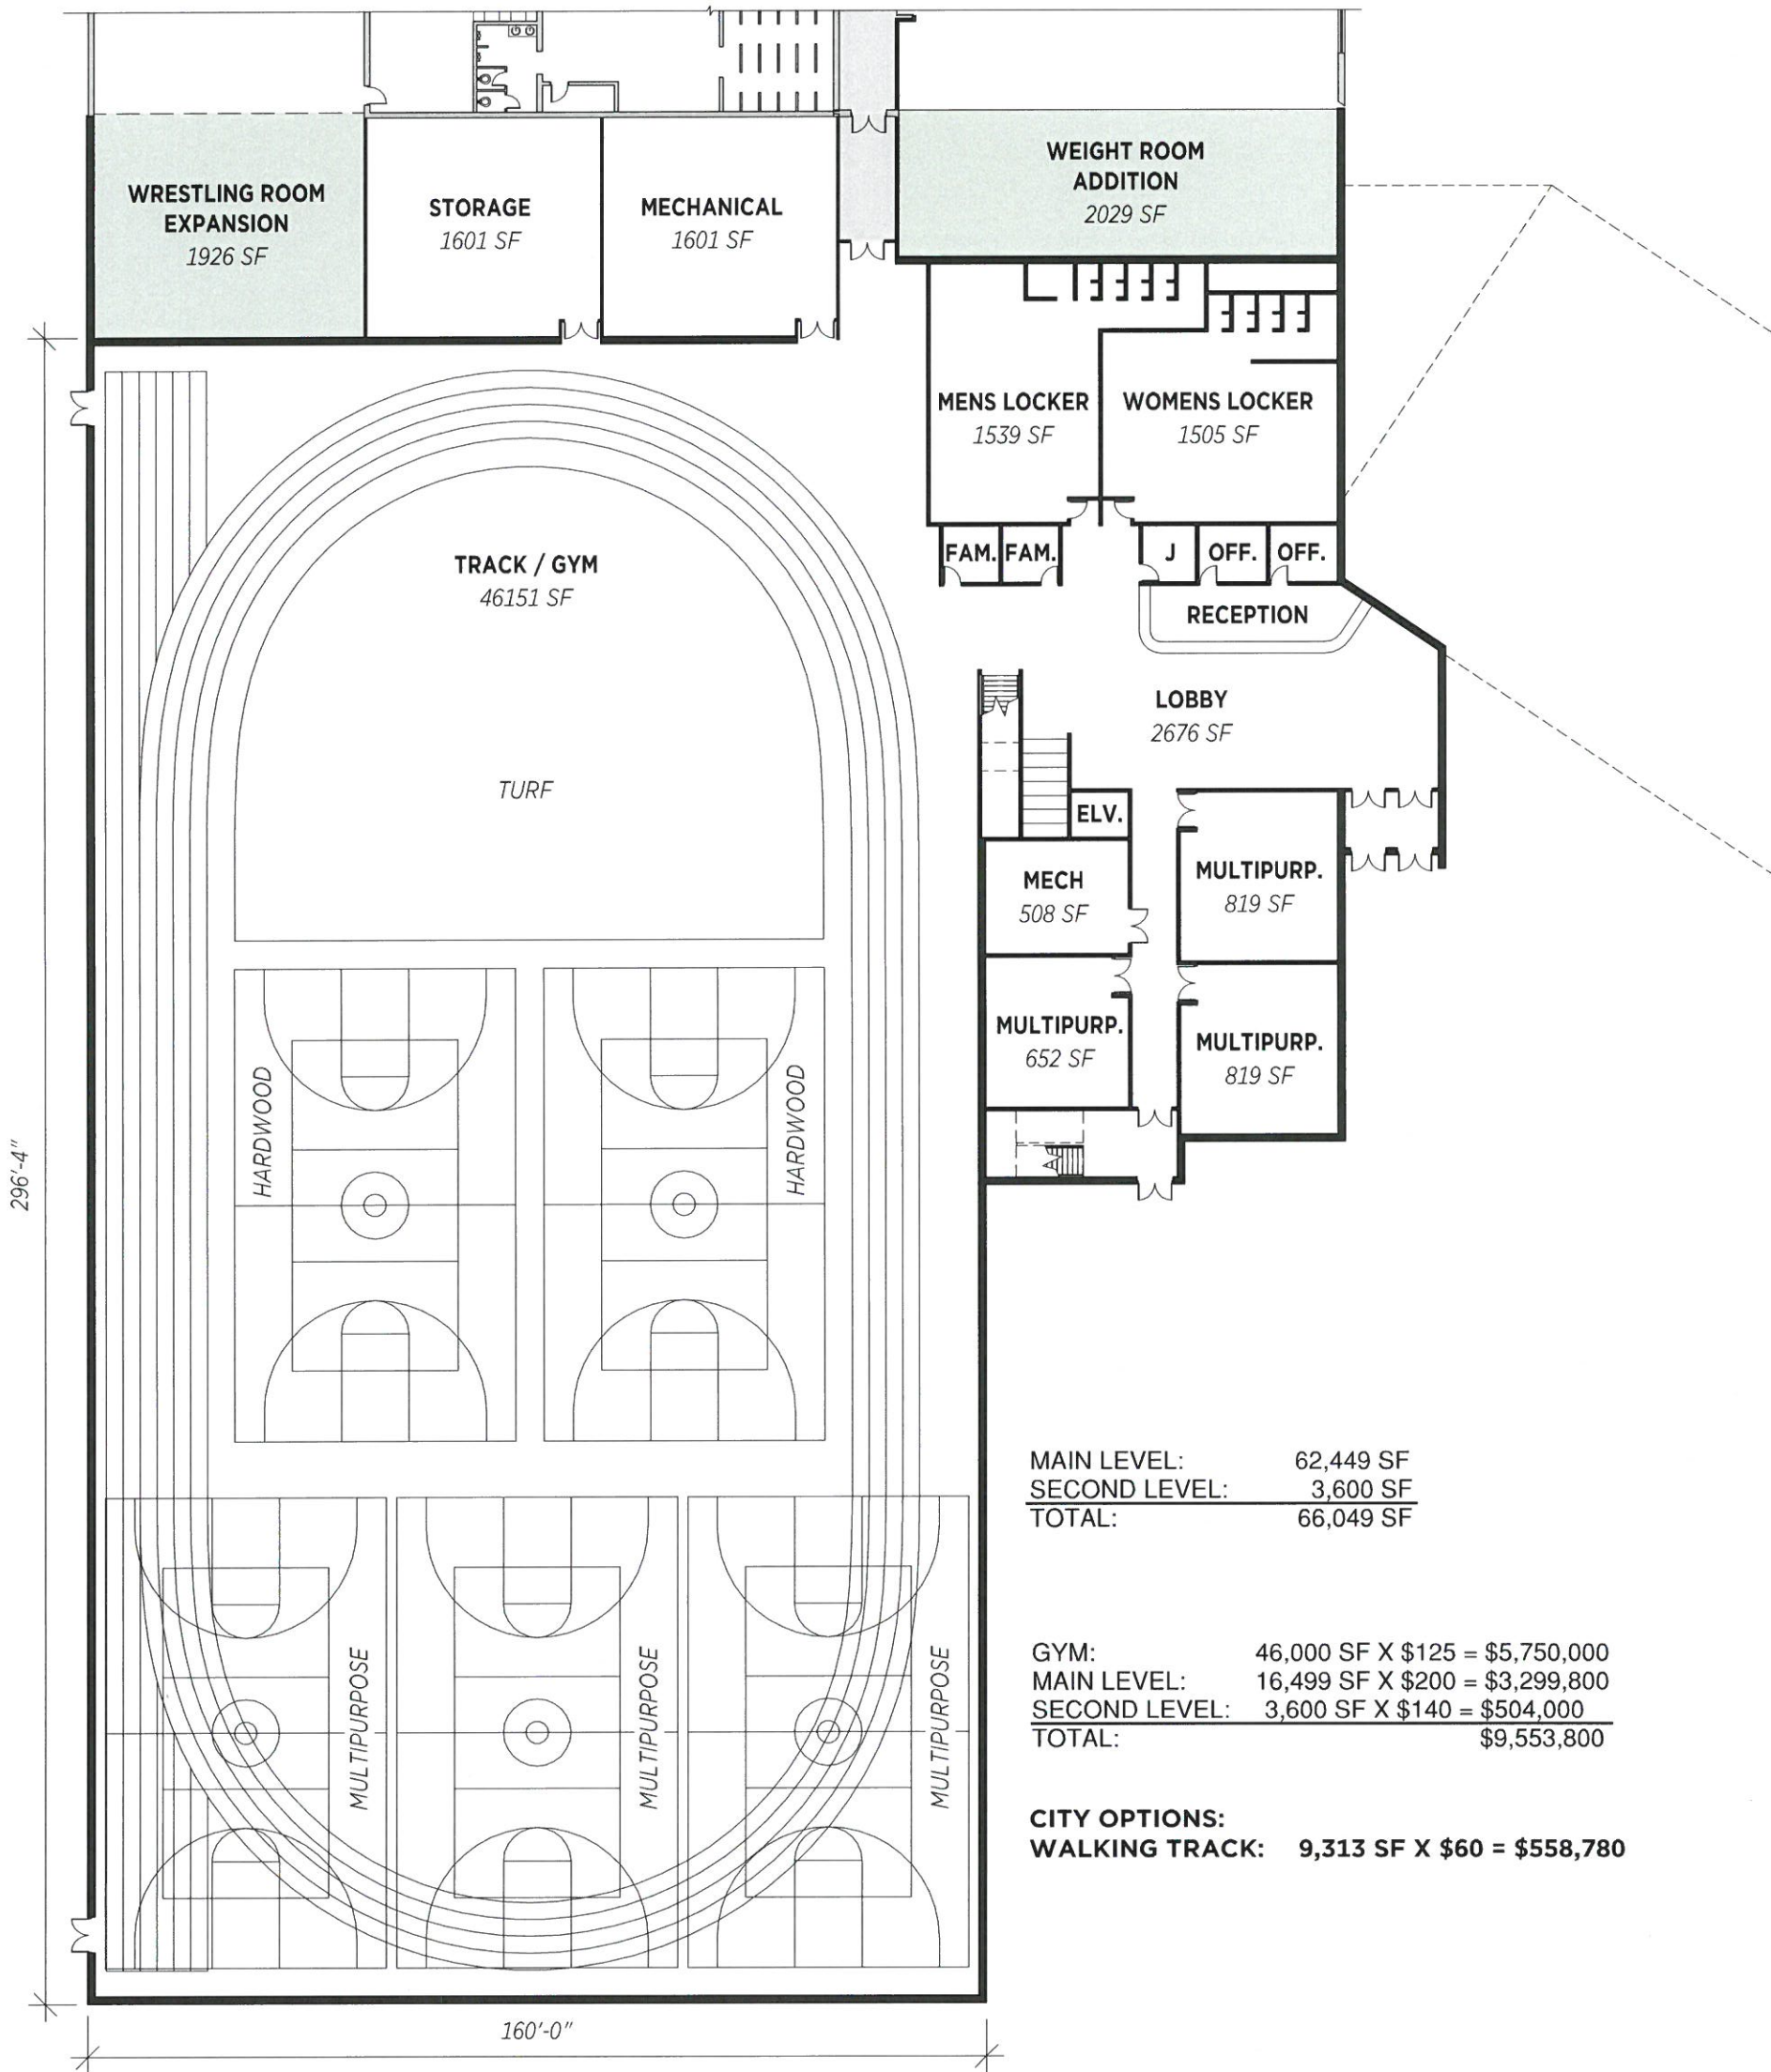 WRESTLING ROOM
EXPANSION
1926 SF
STORAGE
1601 SF
MECHANICAL
1601 SF
WEIGHT ROOM
ADDITION
2029 SF
MENS LOCKER
1539 SF
WOMENS LOCKER
1505 SF
TRACK / GYM
46151 SF
FAM.
FAM.
J
OFF.
OFF.
RECEPTION
LOBBY
2676 SF
TURF
ELV.
MECH
508 SF
MULTIPURP.
819 SF
MULTIPURP.
652 SF
MULTIPURP.
819 SF
HARDWOOD
HARDWOOD
296'-4"
MULTIPURPOSE
MULTIPURPOSE
MULTIPURPOSE
160'-0"
MAIN LEVEL: 62,449 SF
SECOND LEVEL: 3,600 SF
TOTAL: 66,049 SF
GYM: 46,000 SF X $125 = $5,750,000
MAIN LEVEL: 16,499 SF X $200 = $3,299,800
SECOND LEVEL: 3,600 SF X $140 = $504,000
TOTAL: $9,553,800
CITY OPTIONS:
WALKING TRACK: 9,313 SF X $60 = $558,780